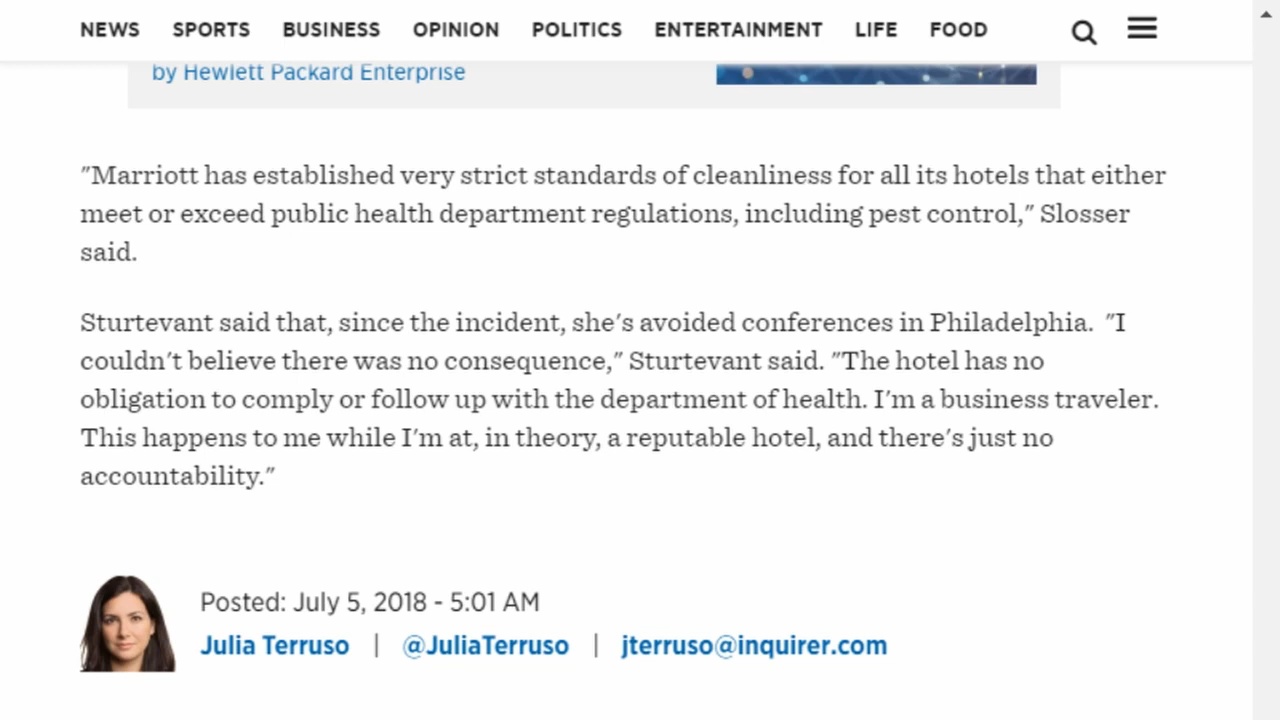 NEWS SPORTS BUSINESS OPINION POLITICS ENTERTAINMENT LIFE FOOD
by Hewlett Packard Enterprise
"Marriott has established very strict standards of cleanliness for all its hotels that either
meet or exceed public health department regulations, including pest control," Slosser
said.
Sturtevant said that, since the incident, she's avoided conferences in Philadelphia.  "I
couldn't believe there was no consequence," Sturtevant said. "The hotel has no
obligation to comply or follow up with the department of health. I'm a business traveler.
This happens to me while I'm at, in theory, a reputable hotel, and there's just no
accountability."
Posted: July 5, 2018 - 5:01 AM
Julia Terruso | @JuliaTerruso | jterruso@inquirer.com